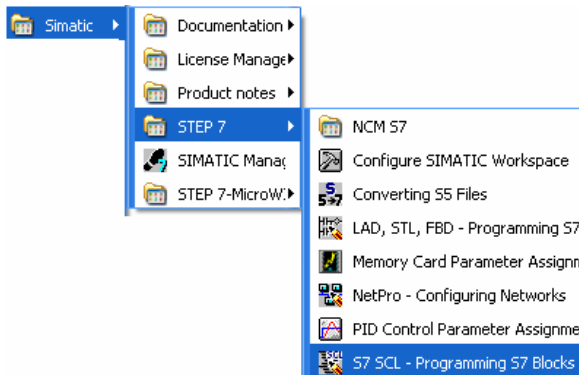 Simatic
Documentation
License Manage
Product notes
STEP 7
SIMATIC Manag
STEP 7-MicroW.
NCM S7
Configure SIMATIC Workspace
Converting S5 Files
LAD, STL, FBD - Programming S7
Memory Card Parameter Assignm
NetPro - Configuring Networks
PID Control Parameter Assignme
S7 SCL - Programming S7 Blocks